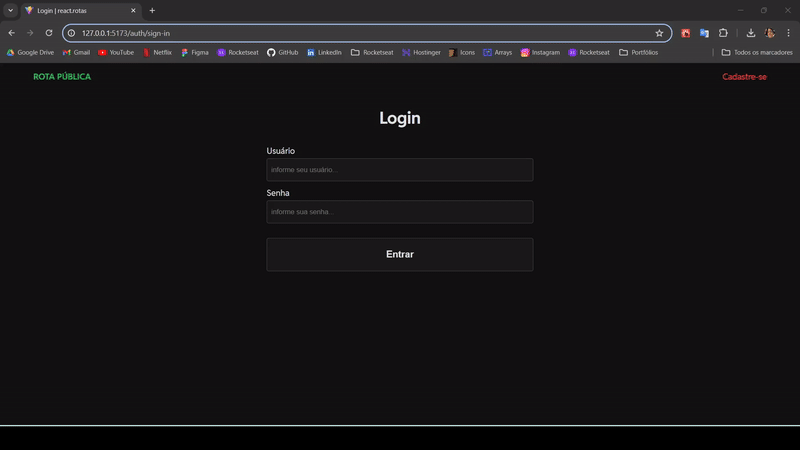 Login | react.rotas
127.0.0.1:5173/auth/sign-in
Google Drive Gmail YouTube Netflix Figma Rocketseat GitHub LinkedIn Rocketseat Hostinger Icons Arrays Instagram Rocketseat Portfólios Todos os marcadores
ROTA PÚBLICA Cadastre-se
Login
Usuário
informe seu usuário...
Senha
informe sua senha...
Entrar